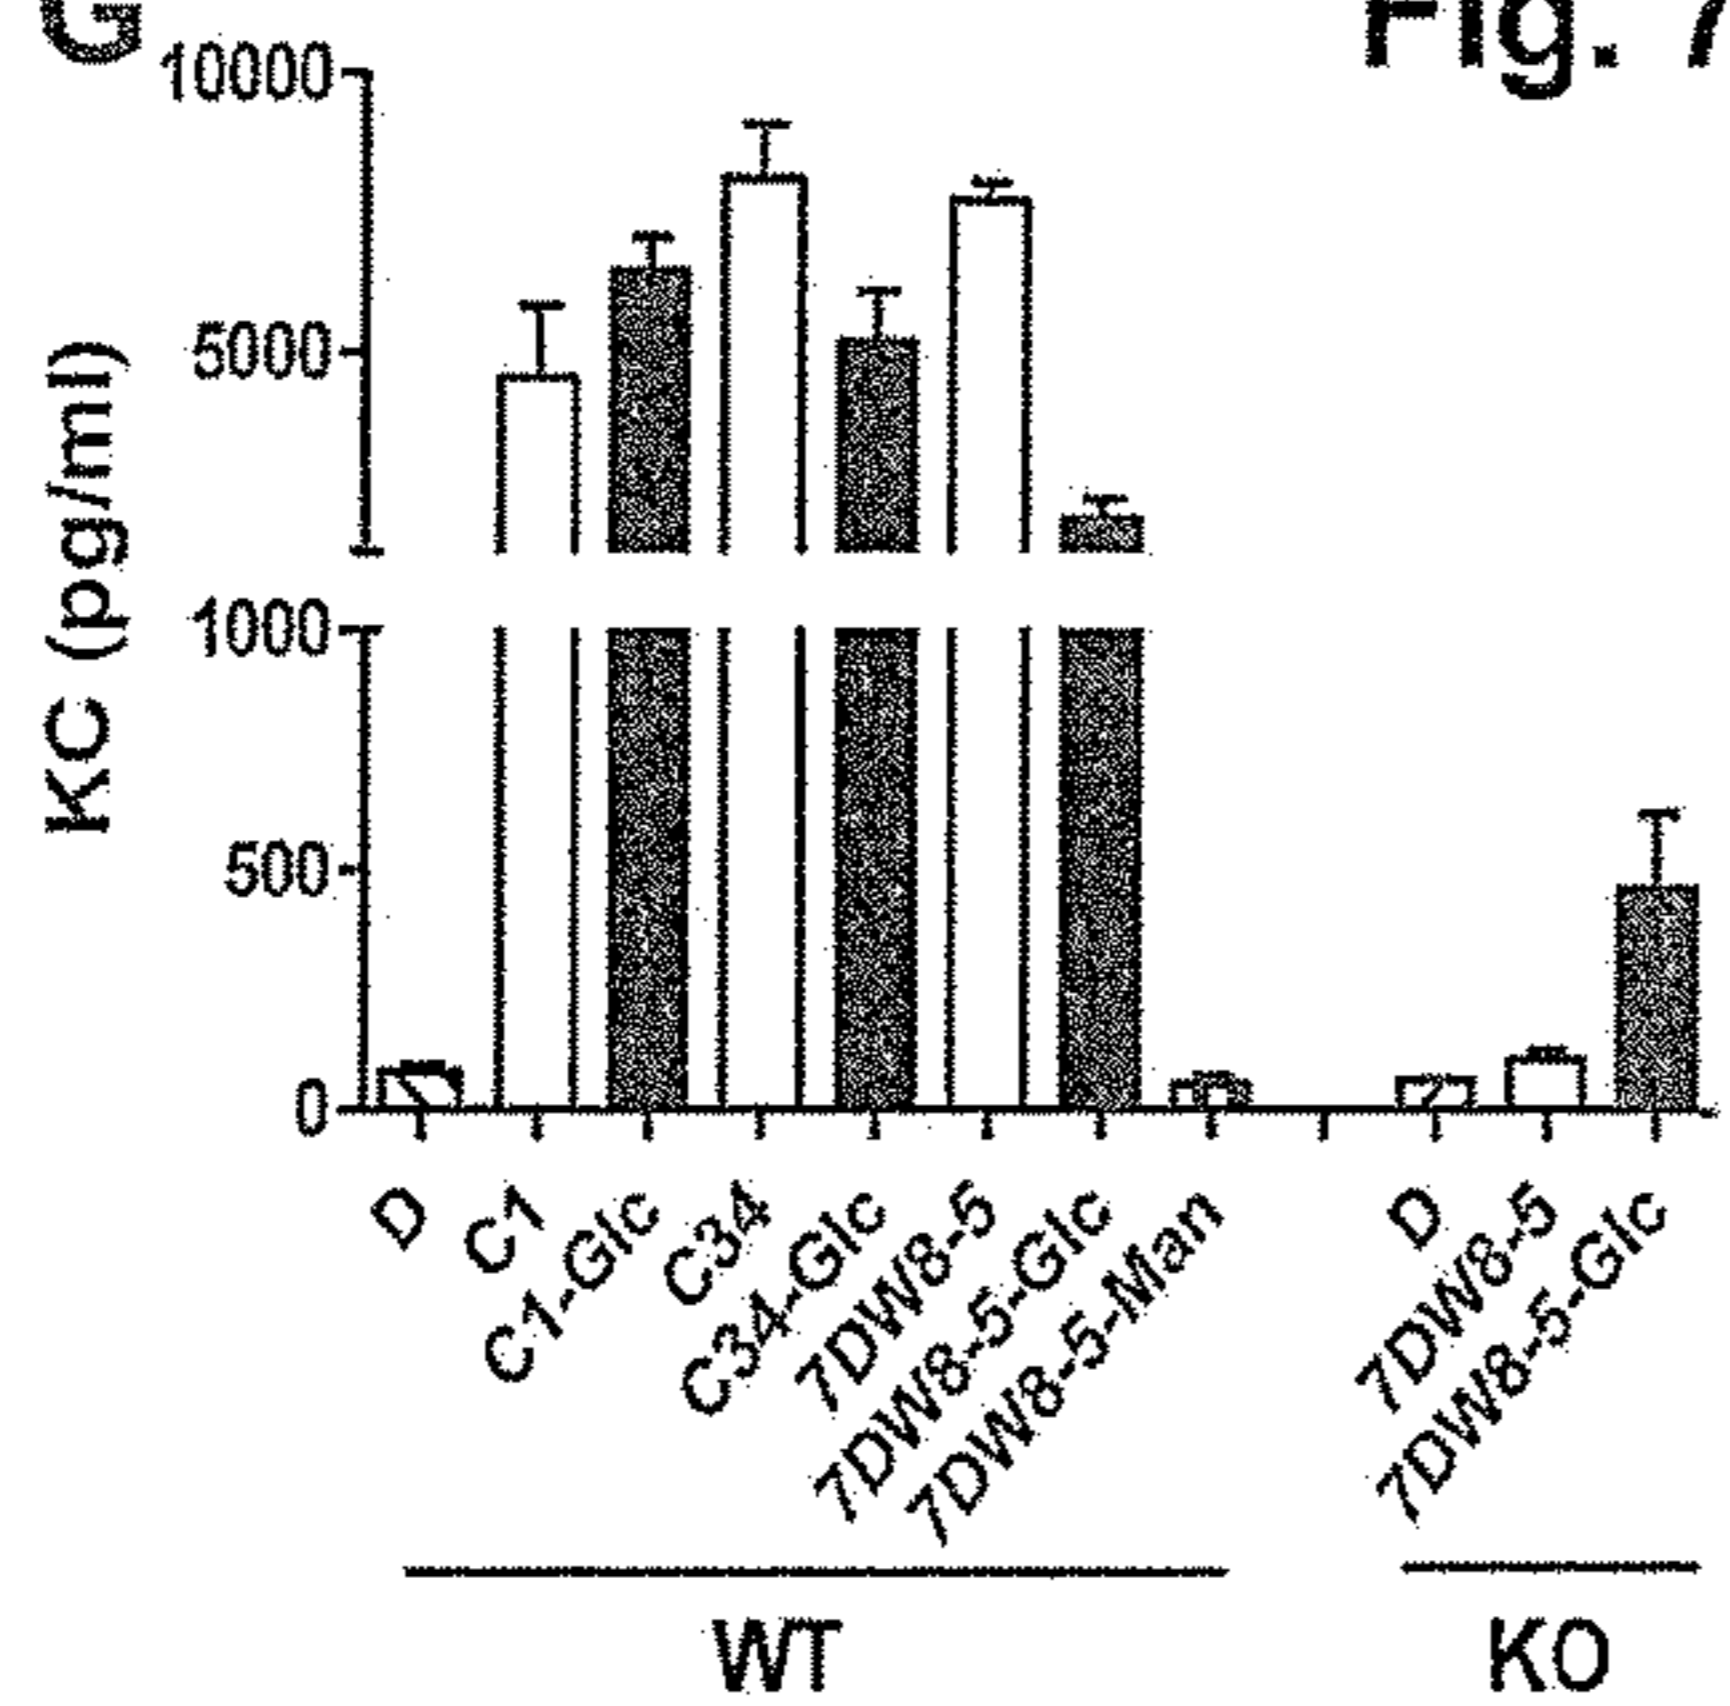 G
Fig. 7
KC (pg/ml)
10000
5000
1000
500
0
D
C1
C1-Glc
C34
C34-Glc
7DW8-5
7DW8-5-Glc
7DW8-5-Man
D
7DW8-5
7DW8-5-Glc
WT
KO